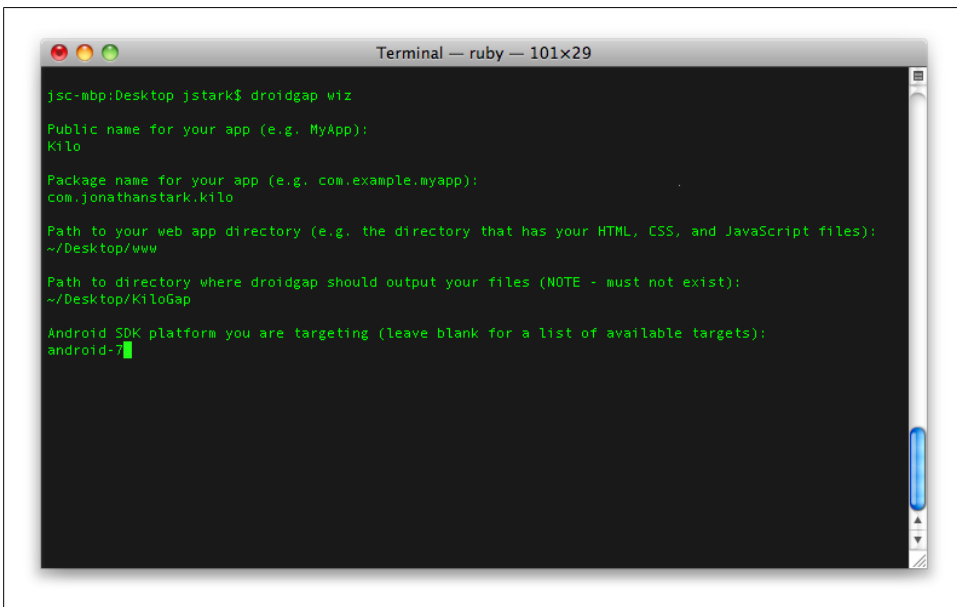 Terminal — ruby — 101×29
jsc-mbp:Desktop jstark$ droidgap wiz
Public name for your app (e.g. MyApp):
Kilo
Package name for your app (e.g. com.example.myapp):
com.jonathanstark.kilo
Path to your web app directory (e.g. the directory that has your HTML, CSS, and JavaScript files):
~/Desktop/www
Path to directory where droidgap should output your files (NOTE - must not exist):
~/Desktop/KiloGap
Android SDK platform you are targeting (leave blank for a list of available targets):
android-7